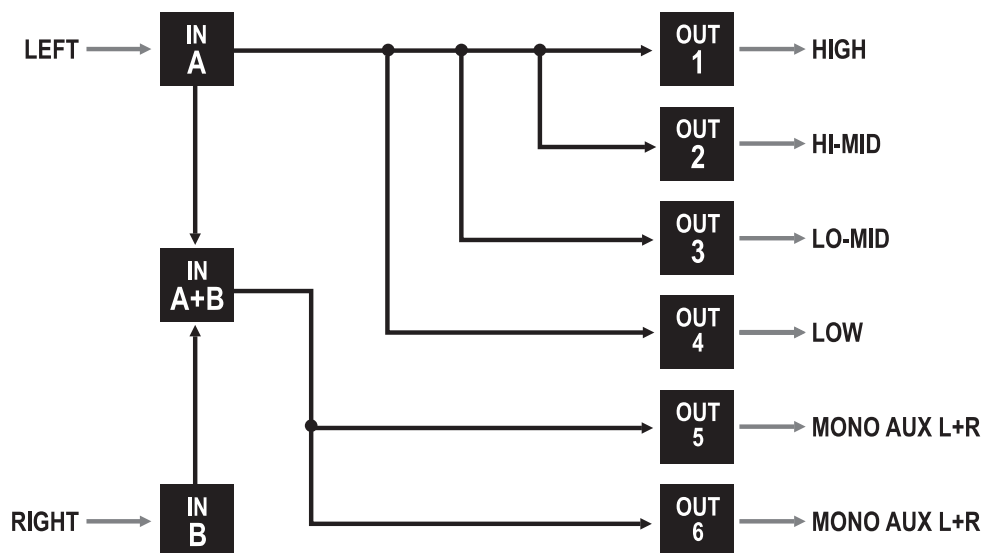 LEFT
IN
A
OUT
1
HIGH
OUT
2
HI-MID
OUT
3
LO-MID
IN
A+B
OUT
4
LOW
OUT
5
MONO AUX L+R
RIGHT
IN
B
OUT
6
MONO AUX L+R